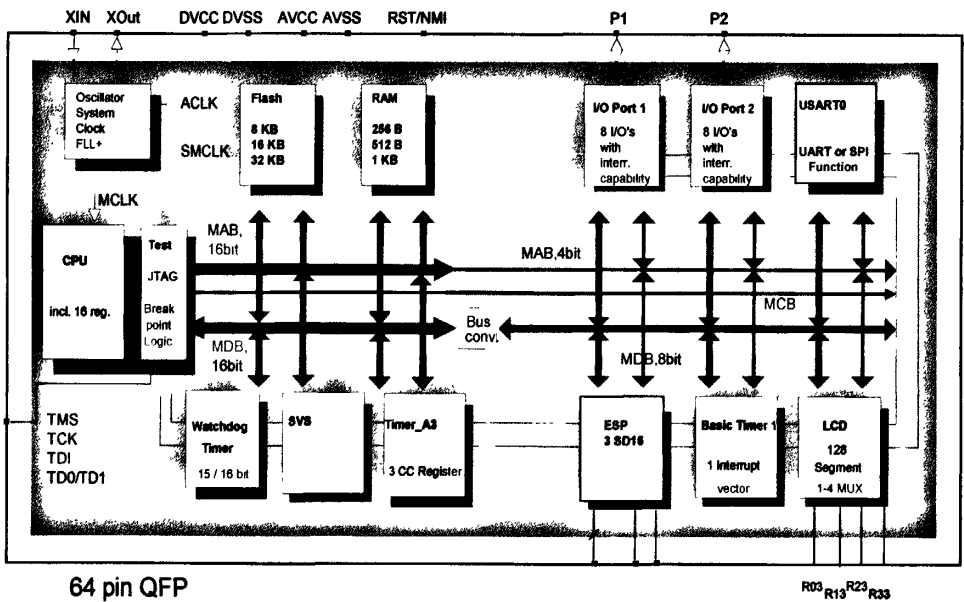 XIN XOut DVCC DVSS AVCC AVSS RST/NMI P1 P2
Oscillator
System
Clock
FLL+
ACLK
SMCLK
Flash
8 KB
16 KB
32 KB
RAM
256 B
512 B
1 KB
I/O Port 1
8 I/O's
with
interr.
capability
I/O Port 2
8 I/O's
with
interr.
capability
USART0
UART or SPI
Function
MCLK
CPU
incl. 16 reg.
Test
JTAG
Break
point
Logic
MAB,
16bit
MAB,4bit
MCB
Bus
conv.
MDB,
16bit
MDB,8bit
TMS
TCK
TDI
TD0/TD1
Watchdog
Timer
15 / 16 bit
SVS
Timer_A3
3 CC Register
ESP
3 SD16
Basic Timer 1
1 Interrupt
vector
LCD
128
Segment
1-4 MUX
64 pin QFP
R03 R13 R23 R33